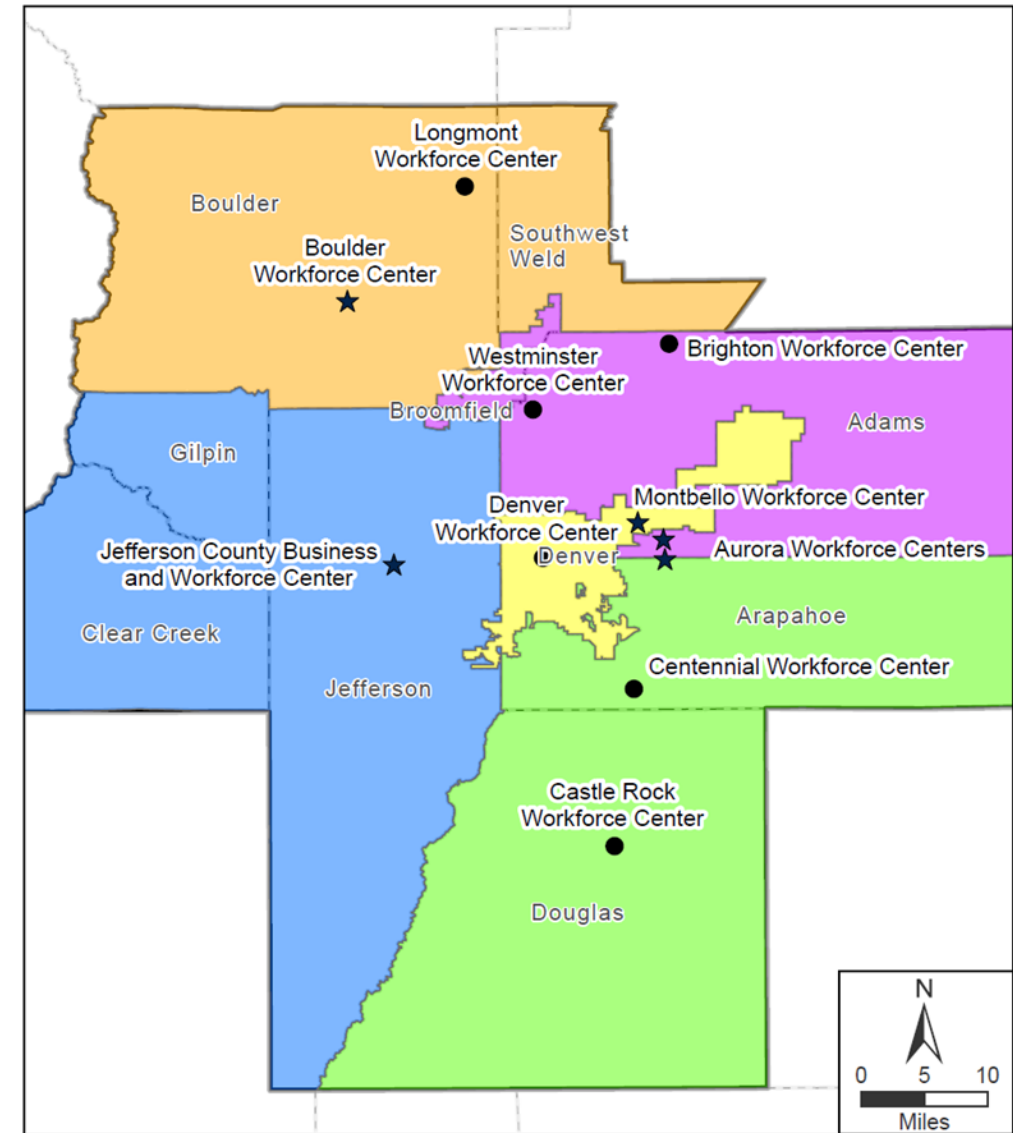 Longmont
Workforce Center
Boulder
Southwest
Weld
Boulder
Workforce Center
Westminster
Workforce Center
Brighton Workforce Center
Broomfield
Adams
Gilpin
Denver
Workforce Center
Montbello Workforce Center
Denver
Aurora Workforce Centers
Jefferson County Business
and Workforce Center
Clear Creek
Arapahoe
Jefferson
Centennial Workforce Center
Castle Rock
Workforce Center
Douglas
N
0 5 10
Miles